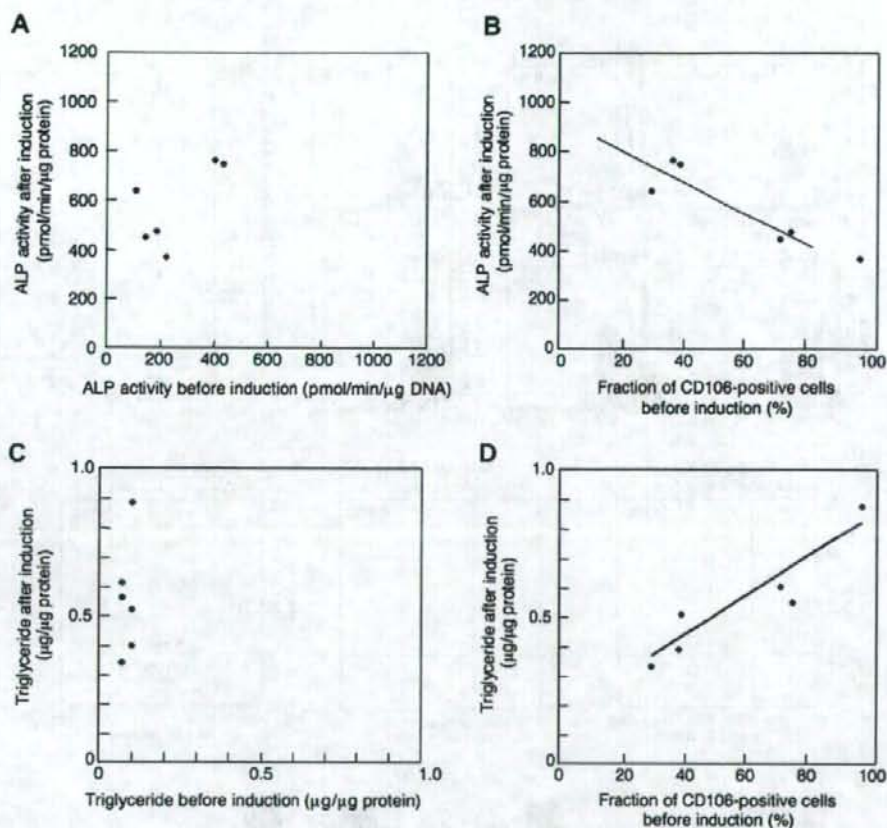 A
ALP activity after induction
(pmol/min/μg protein)
1200
1000
800
600
400
200
0
0 200 400 600 800 1000 1200
ALP activity before induction (pmol/min/μg DNA)
B
ALP activity after induction
(pmol/min/μg protein)
1200
1000
800
600
400
200
0
0 20 40 60 80 100
Fraction of CD106-positive cells
before induction (%)
C
Triglyceride after induction
(μg/μg protein)
1.0
0.5
0
0 0.5 1.0
Triglyceride before induction (μg/μg protein)
D
Triglyceride after induction
(μg/μg protein)
1.0
0.5
0
0 20 40 60 80 100
Fraction of CD106-positive cells
before induction (%)